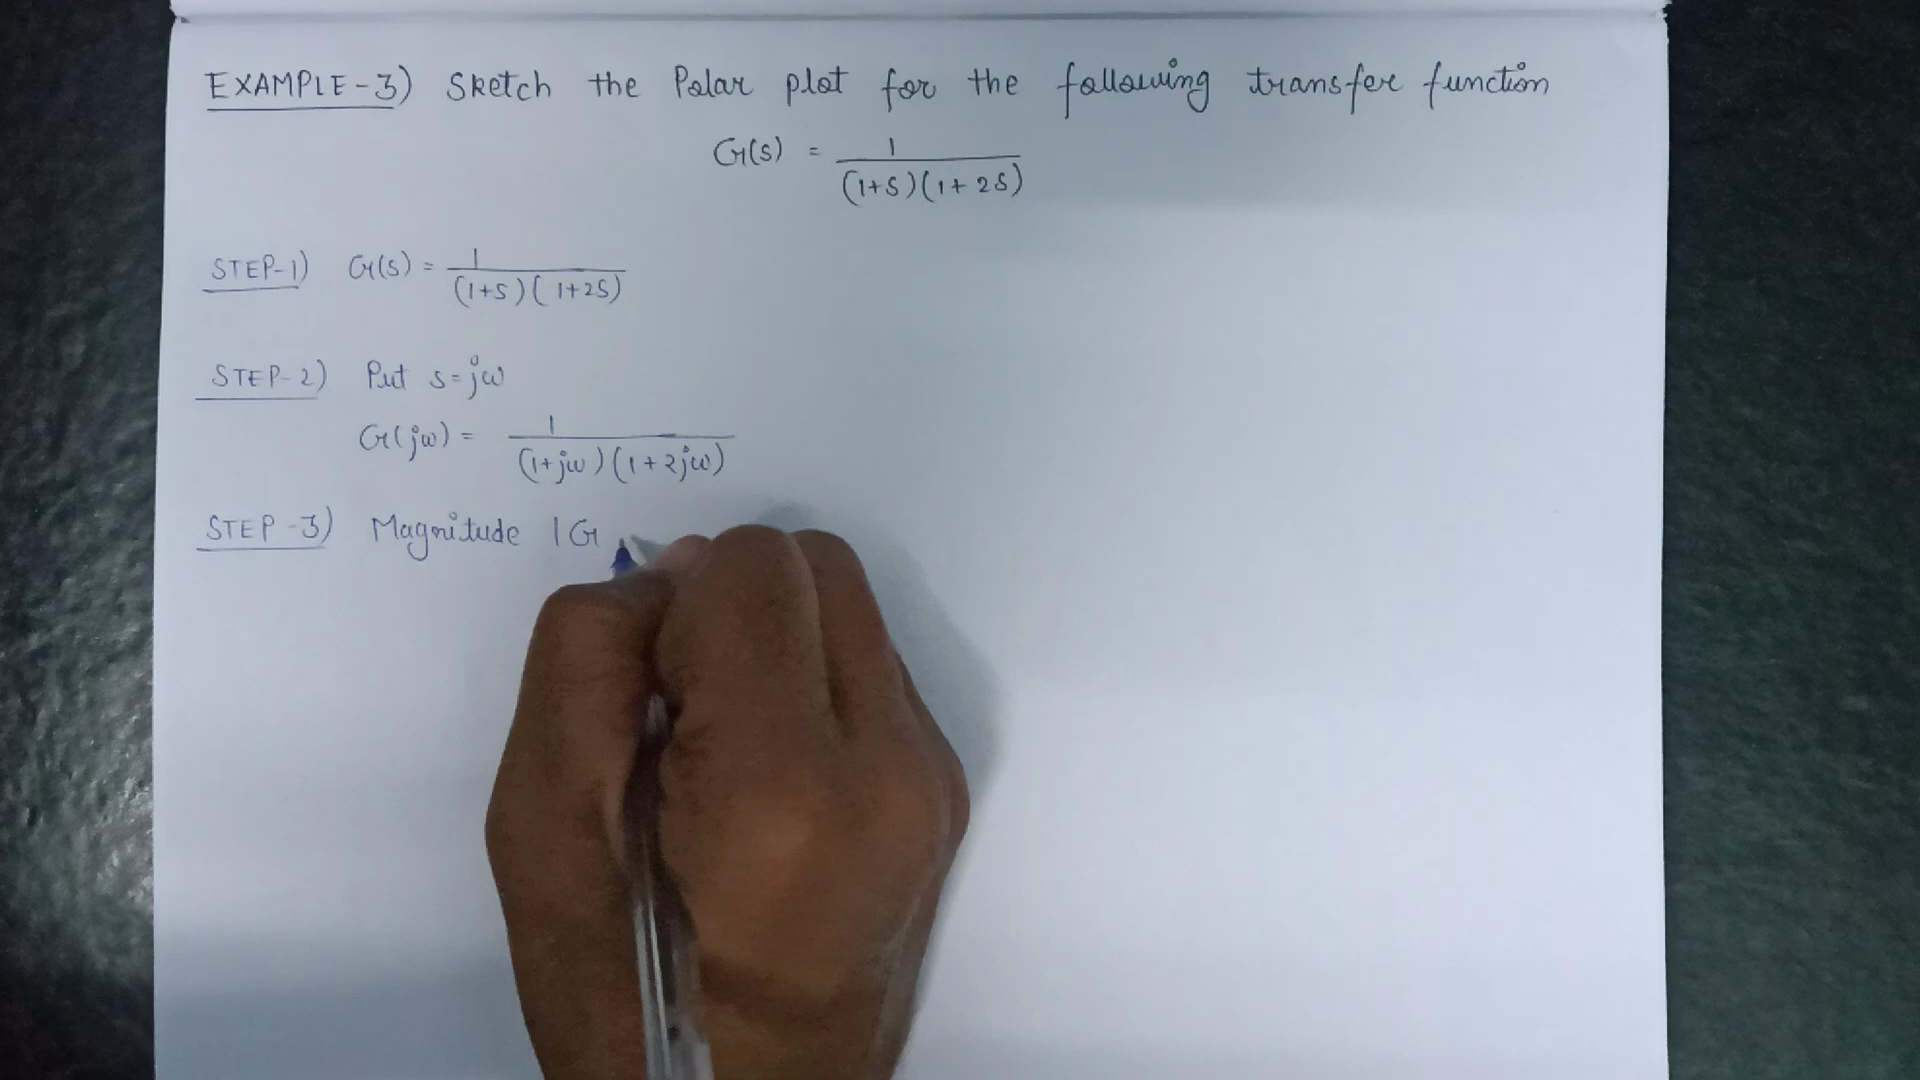 EXAMPLE-3) Sketch the Polar plot for the following transfer function
G(s) = 1
(1+s)(1+2s)
STEP-1) G(s) = 1
(1+s)(1+2s)
STEP-2) Put s=jω
G(jω) = 1
(1+jω)(1+2jω)
STEP-3) Magnitude |G